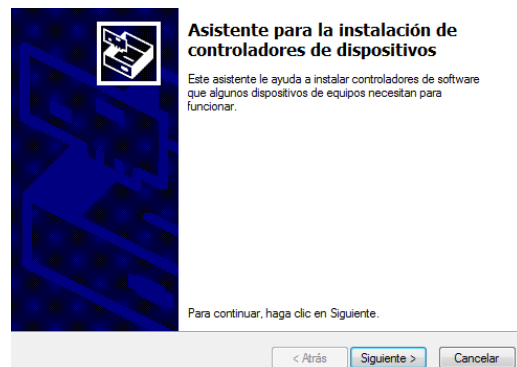 Asistente para la instalación de
controladores de dispositivos
Este asistente le ayuda a instalar controladores de software
que algunos dispositivos de equipos necesitan para
funcionar.
Para continuar, haga clic en Siguiente.
< Atrás
Siguiente >
Cancelar